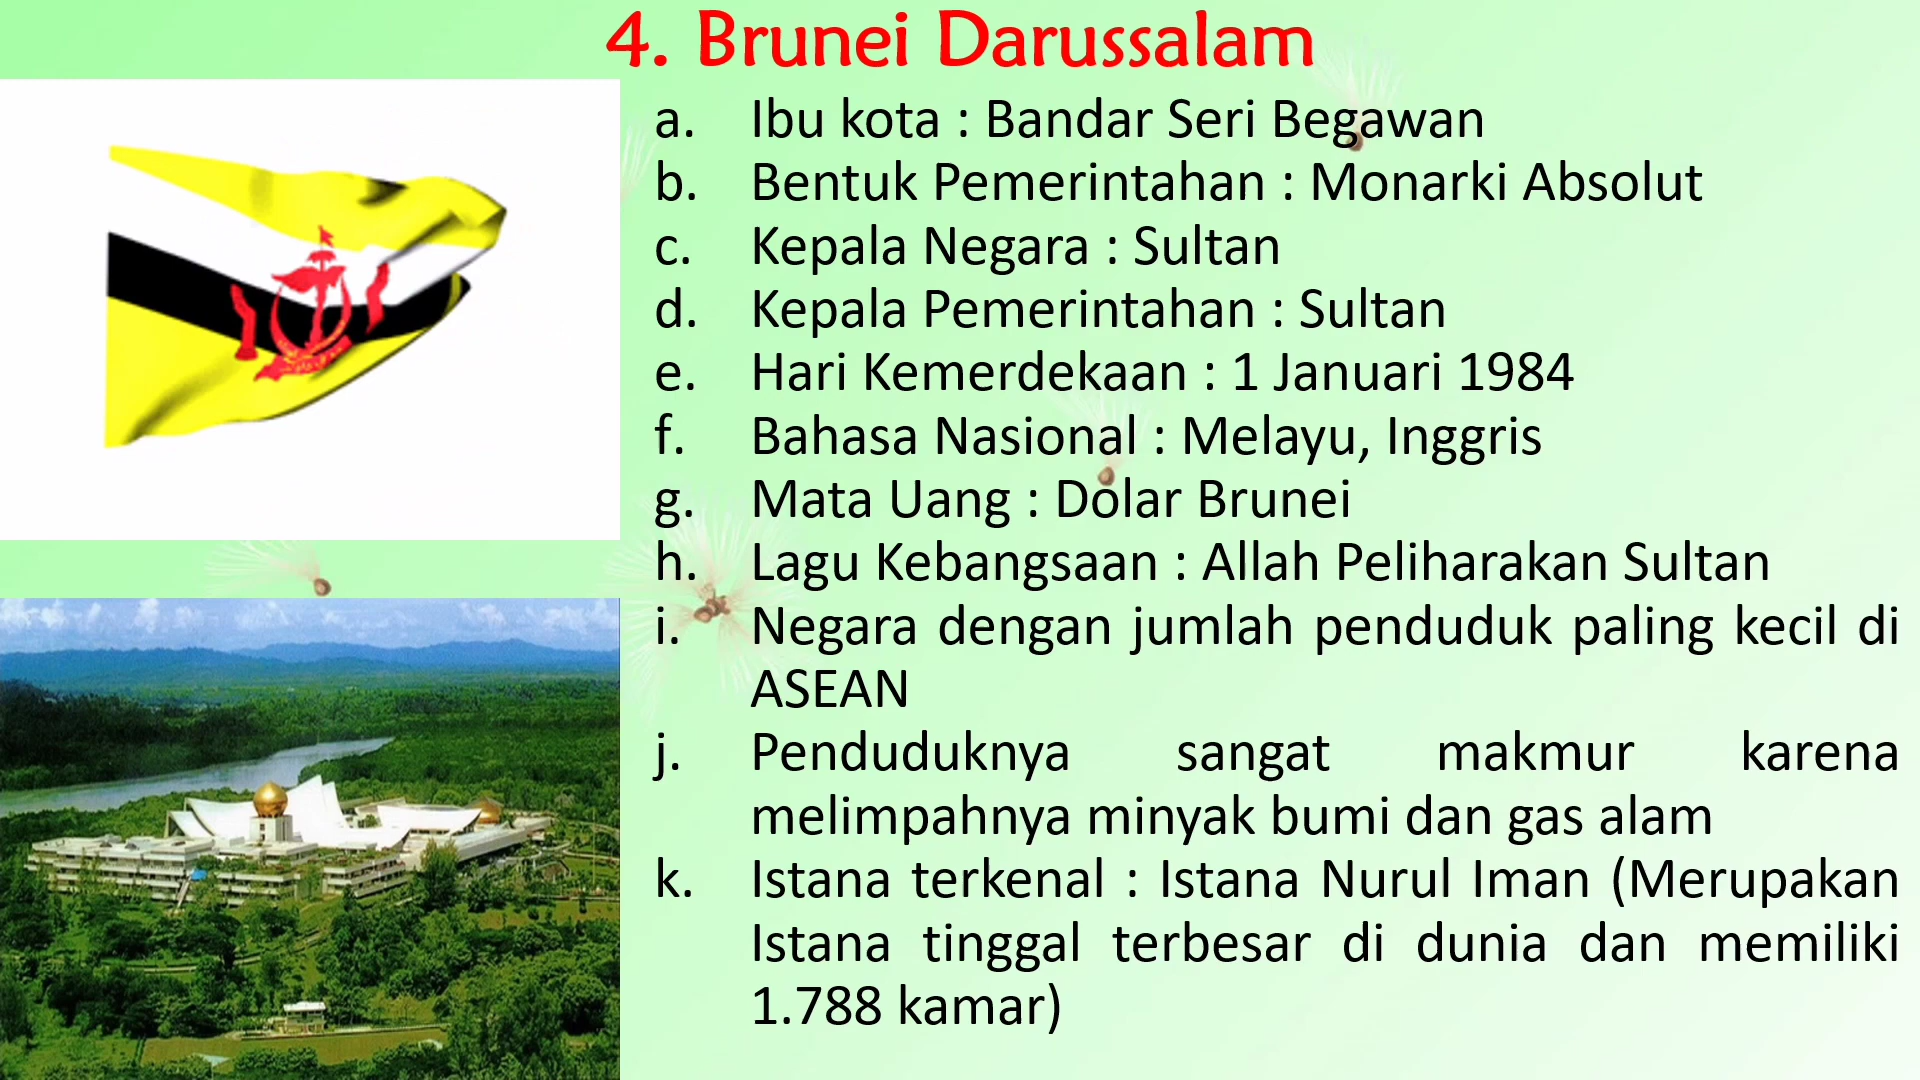 4. Brunei Darussalam
a. Ibu kota : Bandar Seri Begawan
b. Bentuk Pemerintahan : Monarki Absolut
c. Kepala Negara : Sultan
d. Kepala Pemerintahan : Sultan
e. Hari Kemerdekaan : 1 Januari 1984
f. Bahasa Nasional : Melayu, Inggris
g. Mata Uang : Dolar Brunei
h. Lagu Kebangsaan : Allah Peliharakan Sultan
i. Negara dengan jumlah penduduk paling kecil di
ASEAN
j. Penduduknya sangat makmur karena
melimpahnya minyak bumi dan gas alam
k. Istana terkenal : Istana Nurul Iman (Merupakan
Istana tinggal terbesar di dunia dan memiliki
1.788 kamar)